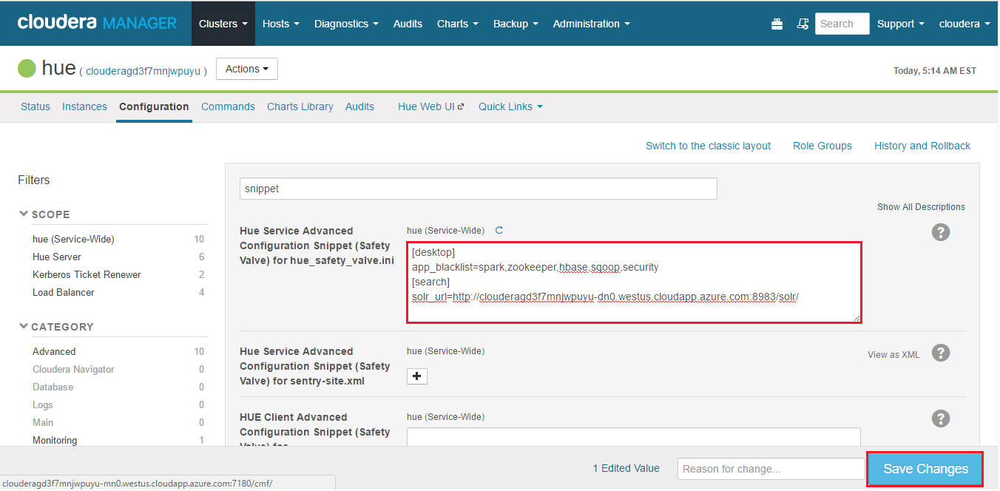 cloudera MANAGER Clusters Hosts Diagnostics Audits Charts Backup Administration Search Support cloudera
hue ( clouderagd3f7mnjwpuyu ) Actions
Today, 5:14 AM EST
Status Instances Configuration Commands Charts Library Audits Hue Web UI Quick Links
Switch to the classic layout Role Groups History and Rollback
Filters
SCOPE
hue (Service-Wide) 10
Hue Server 6
Kerberos Ticket Renewer 2
Load Balancer 4
CATEGORY
Advanced 10
Cloudera Navigator 0
Database 0
Logs 0
Main 0
Monitoring 1
snippet
Show All Descriptions
Hue Service Advanced
Configuration Snippet (Safety
Valve) for hue_safety_valve.ini
hue (Service-Wide)
?
[desktop]
app_blacklist=spark,zookeeper,hbase,sqoop,security
[search]
solr_url=http://clouderagd3f7mnjwpuyu-dn0.westus.cloudapp.azure.com:8983/solr/
Hue Service Advanced
Configuration Snippet (Safety
Valve) for sentry-site.xml
hue (Service-Wide)
View as XML ?
HUE Client Advanced
Configuration Snippet (Safety
Valve) for
hue (Service-Wide)
?
1 Edited Value Reason for change... Save Changes
clouderagd3f7mnjwpuyu-mn0.westus.cloudapp.azure.com:7180/cmf/